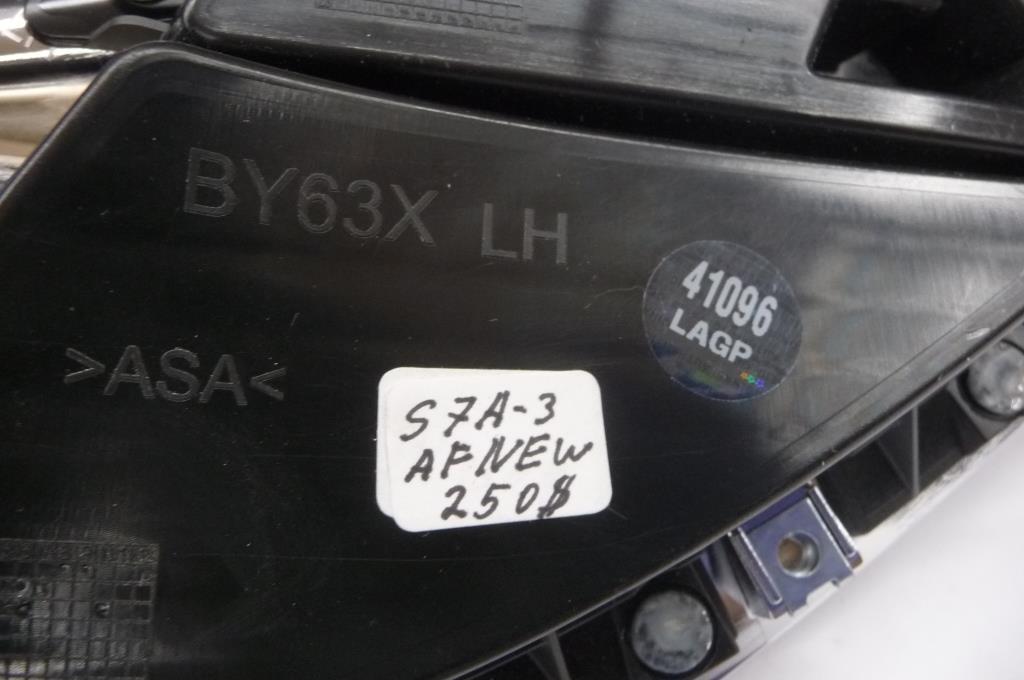 BY63X LH
41096
LAGP
>ASA<
S7A-3
AFNEW
250$